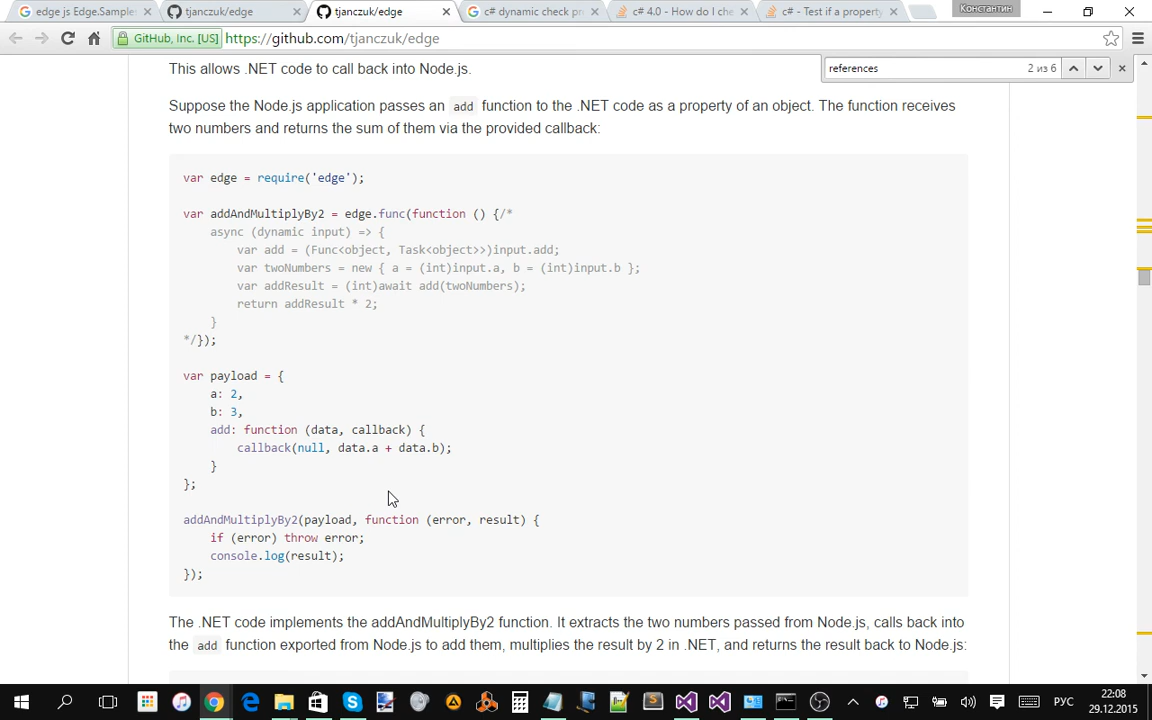 edge js Edge.Sample
tjanczuk/edge
tjanczuk/edge
c# dynamic check pr
c# 4.0 - How do I che
c# - Test if a property
Константин
GitHub, Inc. [US]
https://github.com/tjanczuk/edge
references
2 из 6
This allows .NET code to call back into Node.js.
Suppose the Node.js application passes an add function to the .NET code as a property of an object. The function receives
two numbers and returns the sum of them via the provided callback:
var edge = require('edge');
var addAndMultiplyBy2 = edge.func(function () {/*
async (dynamic input) => {
var add = (Func<object, Task<object>>)input.add;
var twoNumbers = new { a = (int)input.a, b = (int)input.b };
var addResult = (int)await add(twoNumbers);
return addResult * 2;
}
*/});
var payload = {
a: 2,
b: 3,
add: function (data, callback) {
callback(null, data.a + data.b);
}
};
addAndMultiplyBy2(payload, function (error, result) {
if (error) throw error;
console.log(result);
});
The .NET code implements the addAndMultiplyBy2 function. It extracts the two numbers passed from Node.js, calls back into
the add function exported from Node.js to add them, multiplies the result by 2 in .NET, and returns the result back to Node.js:
РУС
22:08
29.12.2015